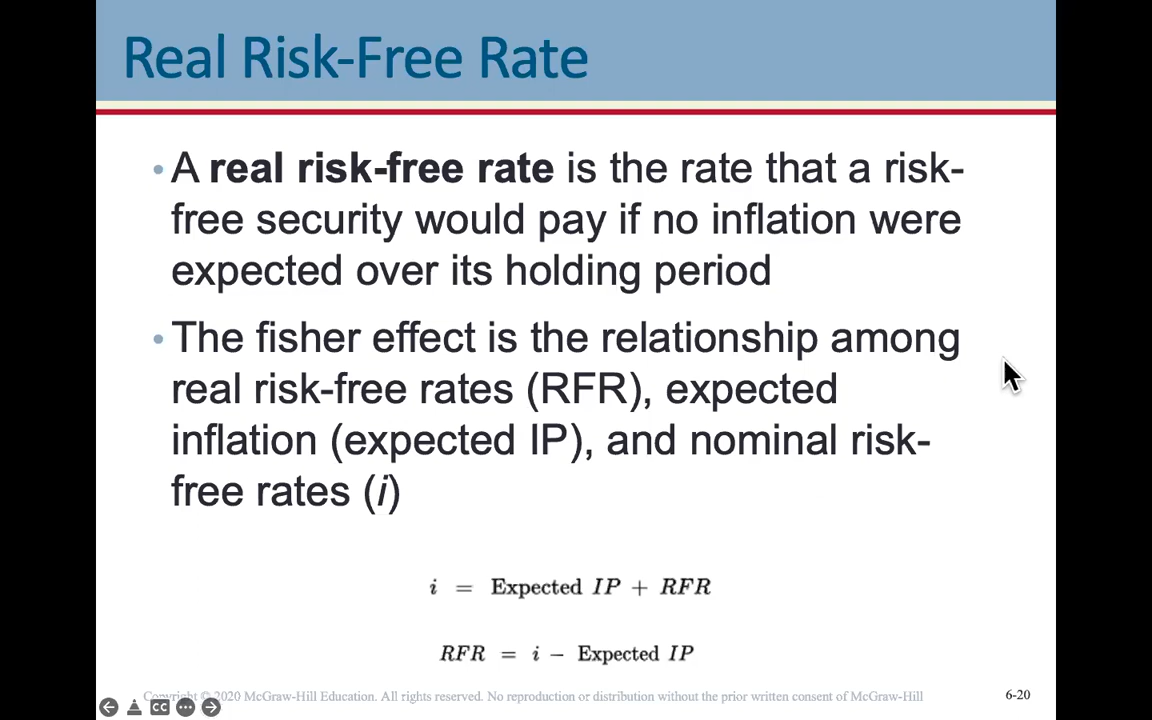 Real Risk-Free Rate
• A real risk-free rate is the rate that a risk-
free security would pay if no inflation were
expected over its holding period
• The fisher effect is the relationship among
real risk-free rates (RFR), expected
inflation (expected IP), and nominal risk-
free rates (i)
i = Expected IP + RFR
RFR = i − Expected IP
Copyright © 2020 McGraw-Hill Education. All rights reserved. No reproduction or distribution without the prior written consent of McGraw-Hill
6-20
CC